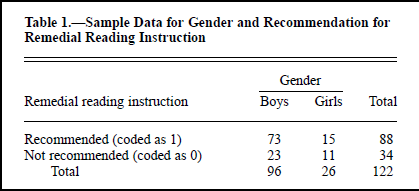 Table 1.—Sample Data for Gender and Recommendation for
Remedial Reading Instruction
Gender
Remedial reading instruction Boys Girls Total
Recommended (coded as 1) 73 15 88
Not recommended (coded as 0) 23 11 34
Total 96 26 122